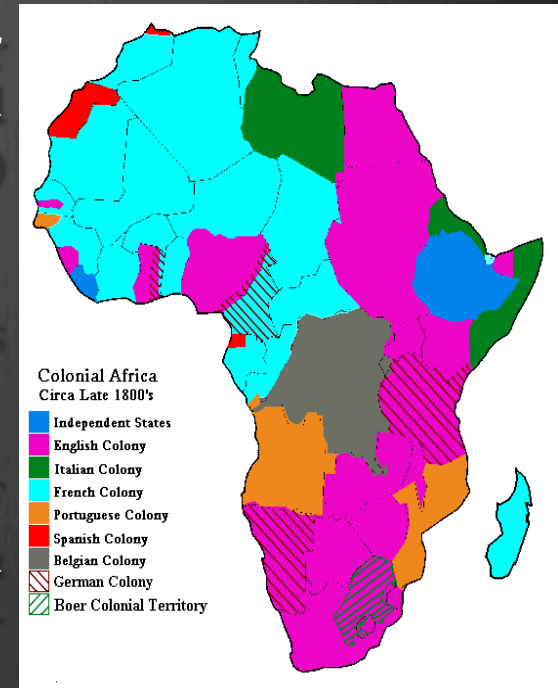 Colonial Africa
Circa Late 1800's
Independent States
English Colony
Italian Colony
French Colony
Portuguese Colony
Spanish Colony
Belgian Colony
German Colony
Boer Colonial Territory